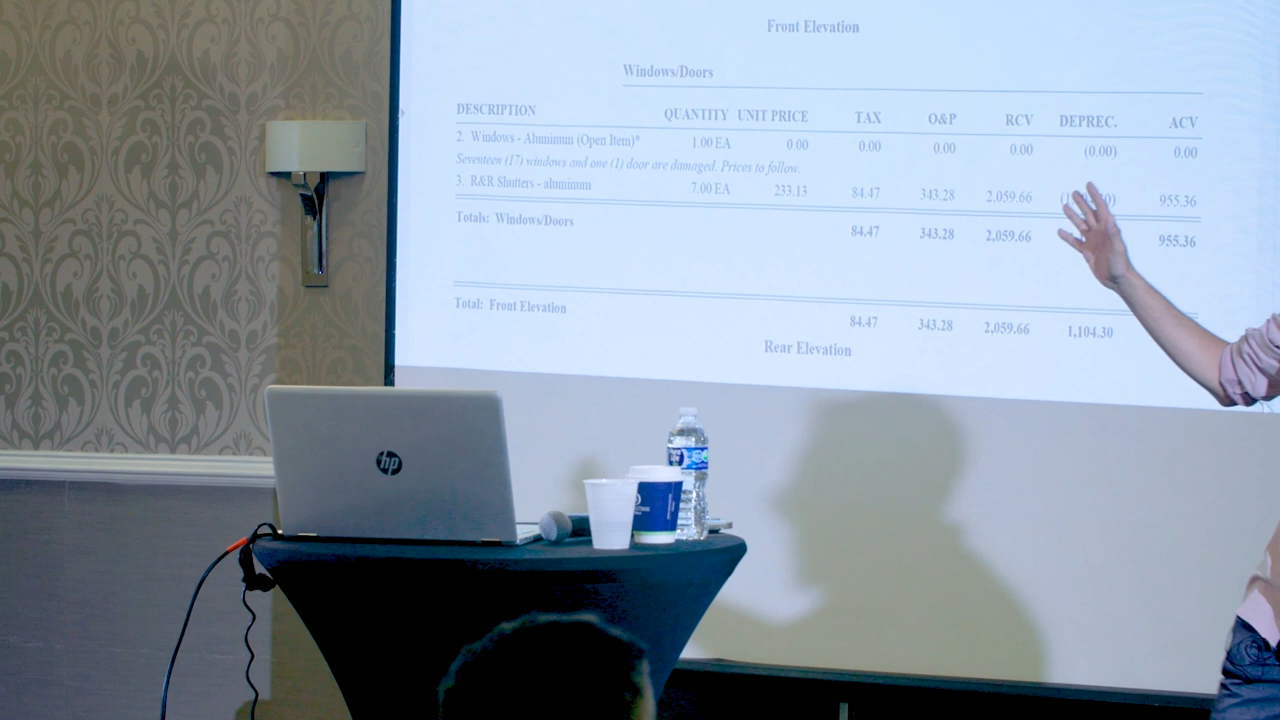 Front Elevation
Windows/Doors
DESCRIPTION QUANTITY UNIT PRICE TAX O&P RCV DEPREC. ACV
2. Windows - Aluminum (Open Item)* 1.00 EA 0.00 0.00 0.00 0.00 (0.00) 0.00
Seventeen (17) windows and one (1) door are damaged. Prices to follow.
3. R&R Shutters - aluminum 7.00 EA 233.13 84.47 343.28 2,059.66 955.36
Totals: Windows/Doors 84.47 343.28 2,059.66 955.36
Total: Front Elevation 84.47 343.28 2,059.66 1,104.30
Rear Elevation
hp